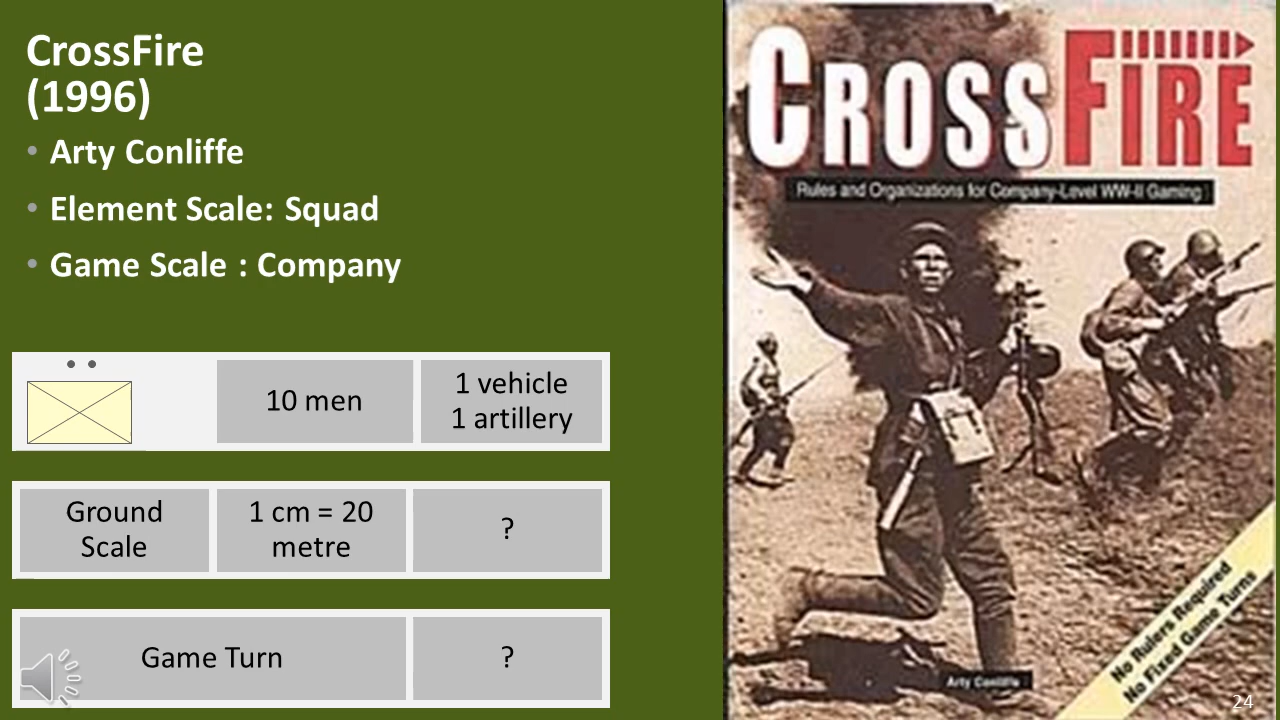 CrossFire
(1996)
• Arty Conliffe
• Element Scale: Squad
• Game Scale : Company
10 men
1 vehicle
1 artillery
Ground
Scale
1 cm = 20
metre
?
Game Turn
?
CROSSFIRE
Rules and Organizations for Company-Level WW-II Gaming
No Rulers Required
No Fixed Game Turns
Arty Conliffe
24